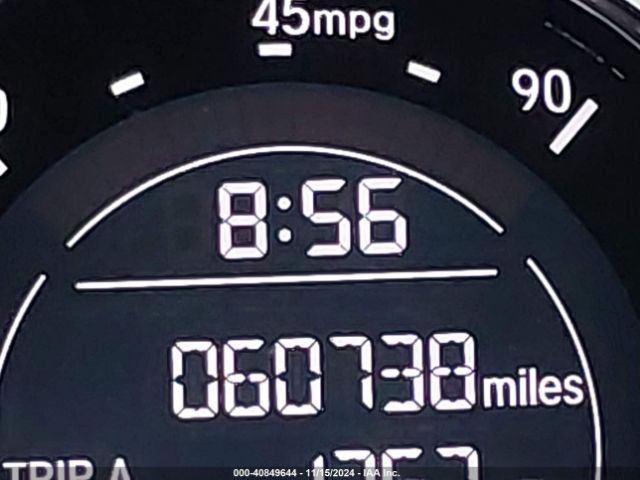 45mpg
90
8:56
060738 miles
TRIP A
000-40849644 - 11/15/2024 - IAA Inc.